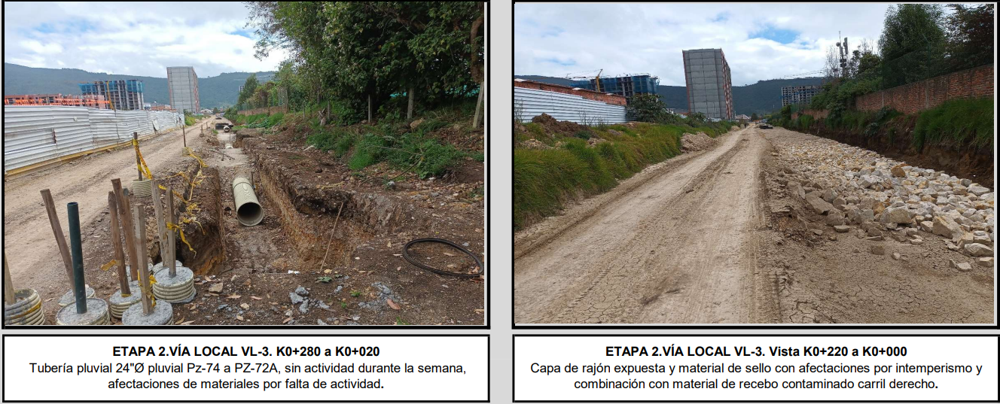 ETAPA 2.VÍA LOCAL VL-3. K0+280 a K0+020
Tubería pluvial 24"Ø pluvial Pz-74 a PZ-72A, sin actividad durante la semana,
afectaciones de materiales por falta de actividad.
ETAPA 2.VÍA LOCAL VL-3. Vista K0+220 a K0+000
Capa de rajón expuesta y material de sello con afectaciones por intemperismo y
combinación con material de recebo contaminado carril derecho.